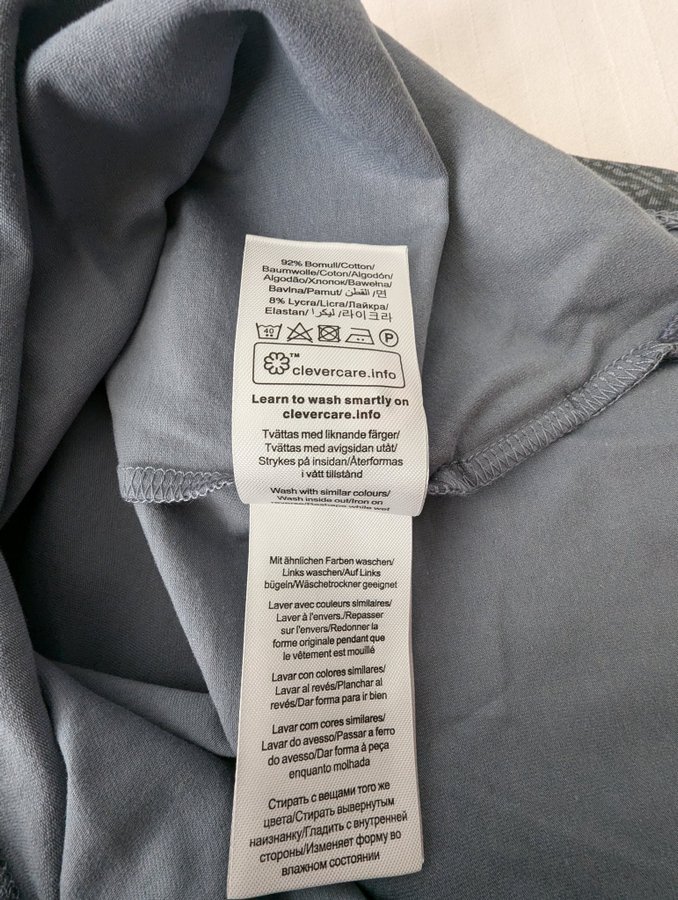 92% Bomull/Cotton/
Baumwolle/Coton/Algodón/
Algodão/Хлопок/Bawełna/
Bavlna/Pamut/ القطن /면
8% Lycra/Licra/Лайкра/
Elastan/ ليكرا /라이크라
40 P
™
clevercare.info
Learn to wash smartly on
clevercare.info
Tvättas med liknande färger/
Tvättas med avigsidan utåt/
Strykes på insidan/Återformas
i vått tillstånd
Wash with similar colours/
Wash inside out/Iron on
reverse/Reshape while wet
Mit ähnlichen Farben waschen/
Links waschen/Auf Links
bügeln/Wäschetrockner geeignet
Laver avec couleurs similaires/
Laver à l'envers/Repasser
sur l'envers/Redonner la
forme originale pendant que
le vêtement est mouillé
Lavar con colores similares/
Lavar al revés/Planchar al
revés/Dar forma para ir bien
Lavar com cores similares/
Lavar do avesso/Passar a ferro
do avesso/Dar forma à peça
enquanto molhada
Стирать с вещами того же
цвета/Стирать вывернутым
наизнанку/Гладить с внутренней
стороны/Изменяет форму во
влажном состоянии